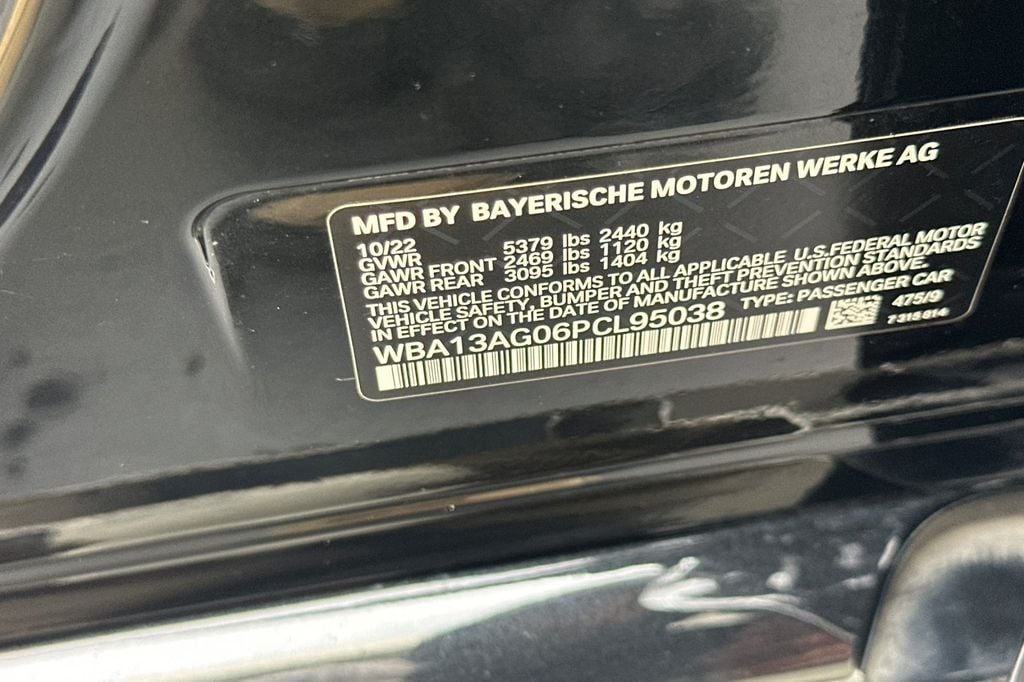 MFD BY BAYERISCHE MOTOREN WERKE AG
10/22
GVWR 5379 lbs 2440 kg
GAWR FRONT 2469 lbs 1120 kg
GAWR REAR 3095 lbs 1404 kg
THIS VEHICLE CONFORMS TO ALL APPLICABLE U.S.FEDERAL MOTOR
VEHICLE SAFETY, BUMPER AND THEFT PREVENTION STANDARDS
IN EFFECT ON THE DATE OF MANUFACTURE SHOWN ABOVE:
WBA13AG06PCL95038 TYPE: PASSENGER CAR
475/9
7315614